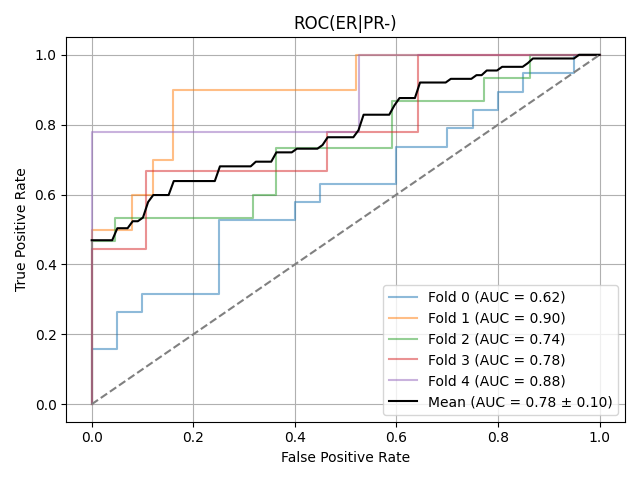 ROC(ER|PR-)
True Positive Rate
1.0
0.8
0.6
0.4
0.2
0.0
0.0 0.2 0.4 0.6 0.8 1.0
False Positive Rate
Fold 0 (AUC = 0.62)
Fold 1 (AUC = 0.90)
Fold 2 (AUC = 0.74)
Fold 3 (AUC = 0.78)
Fold 4 (AUC = 0.88)
Mean (AUC = 0.78 ± 0.10)